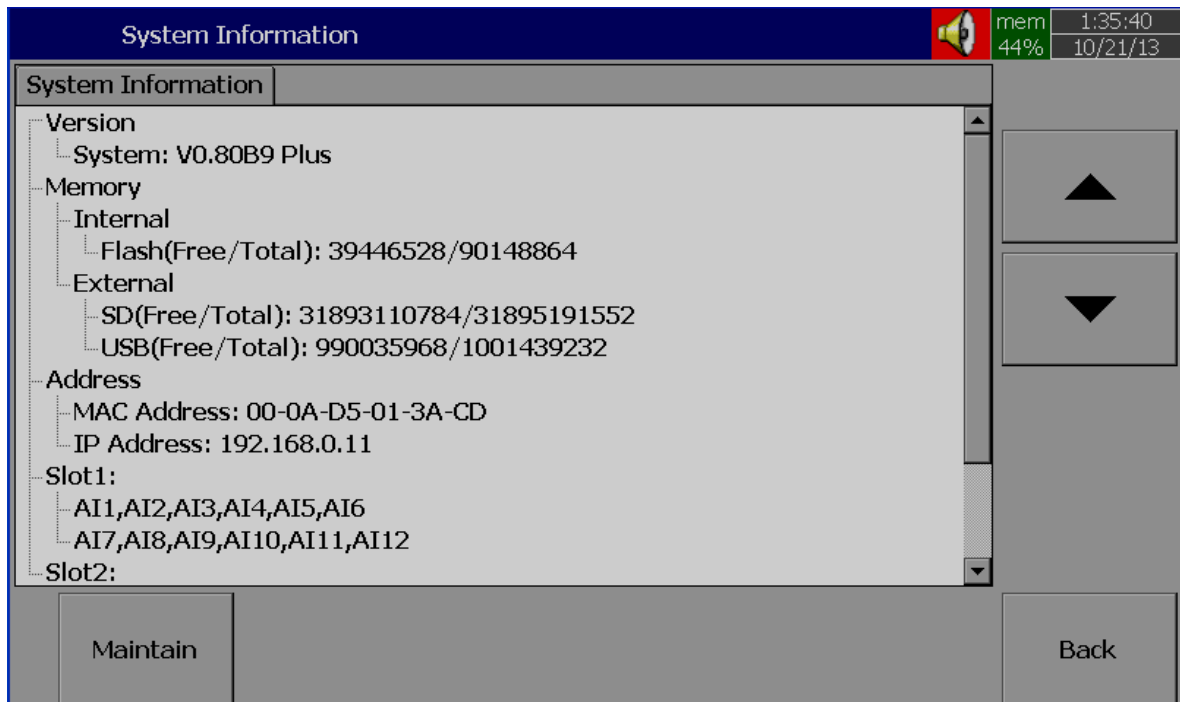 System Information
mem 1:35:40
44% 10/21/13
System Information
Version
System: V0.80B9 Plus
Memory
Internal
Flash(Free/Total): 39446528/90148864
External
SD(Free/Total): 31893110784/31895191552
USB(Free/Total): 990035968/1001439232
Address
MAC Address: 00-0A-D5-01-3A-CD
IP Address: 192.168.0.11
Slot1:
AI1,AI2,AI3,AI4,AI5,AI6
AI7,AI8,AI9,AI10,AI11,AI12
Slot2:
Maintain
Back